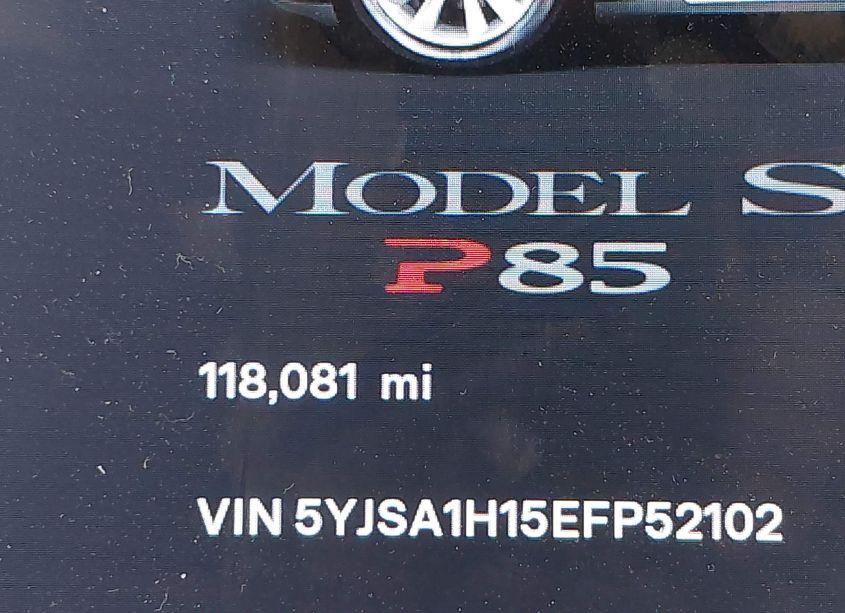 MODEL S
P85
118,081 mi
VIN 5YJSA1H15EFP52102